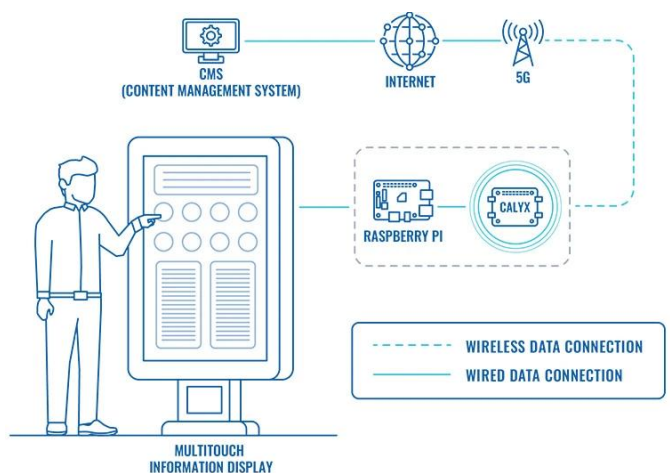 CMS
(CONTENT MANAGEMENT SYSTEM)
INTERNET
5G
RASPBERRY PI
CALYX
WIRELESS DATA CONNECTION
WIRED DATA CONNECTION
MULTITOUCH
INFORMATION DISPLAY